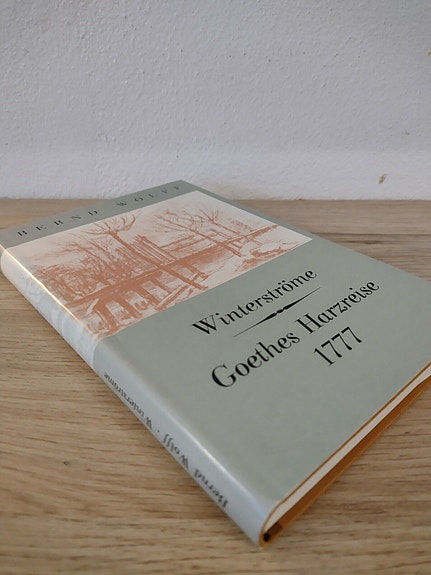 BERND WOLFF
Winterströme
Goethes Harzreise
1777
Bernd Wolff · Winterströme